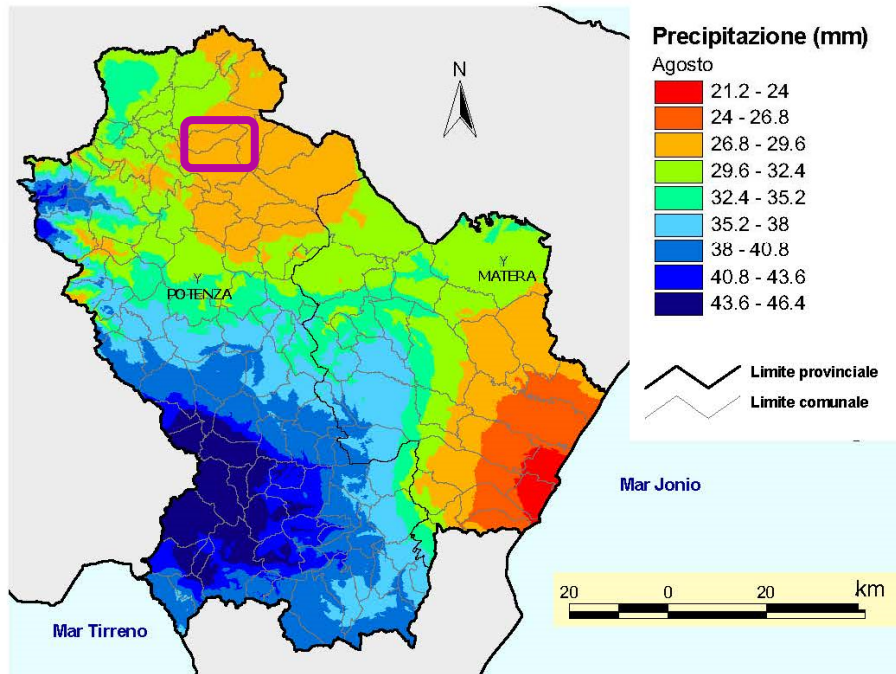 Precipitazione (mm)
Agosto
21.2 - 24
24 - 26.8
26.8 - 29.6
29.6 - 32.4
32.4 - 35.2
35.2 - 38
38 - 40.8
40.8 - 43.6
43.6 - 46.4
Limite provinciale
Limite comunale
N
Y
MATERA
Y
POTENZA
Mar Jonio
Mar Tirreno
20 0 20 km